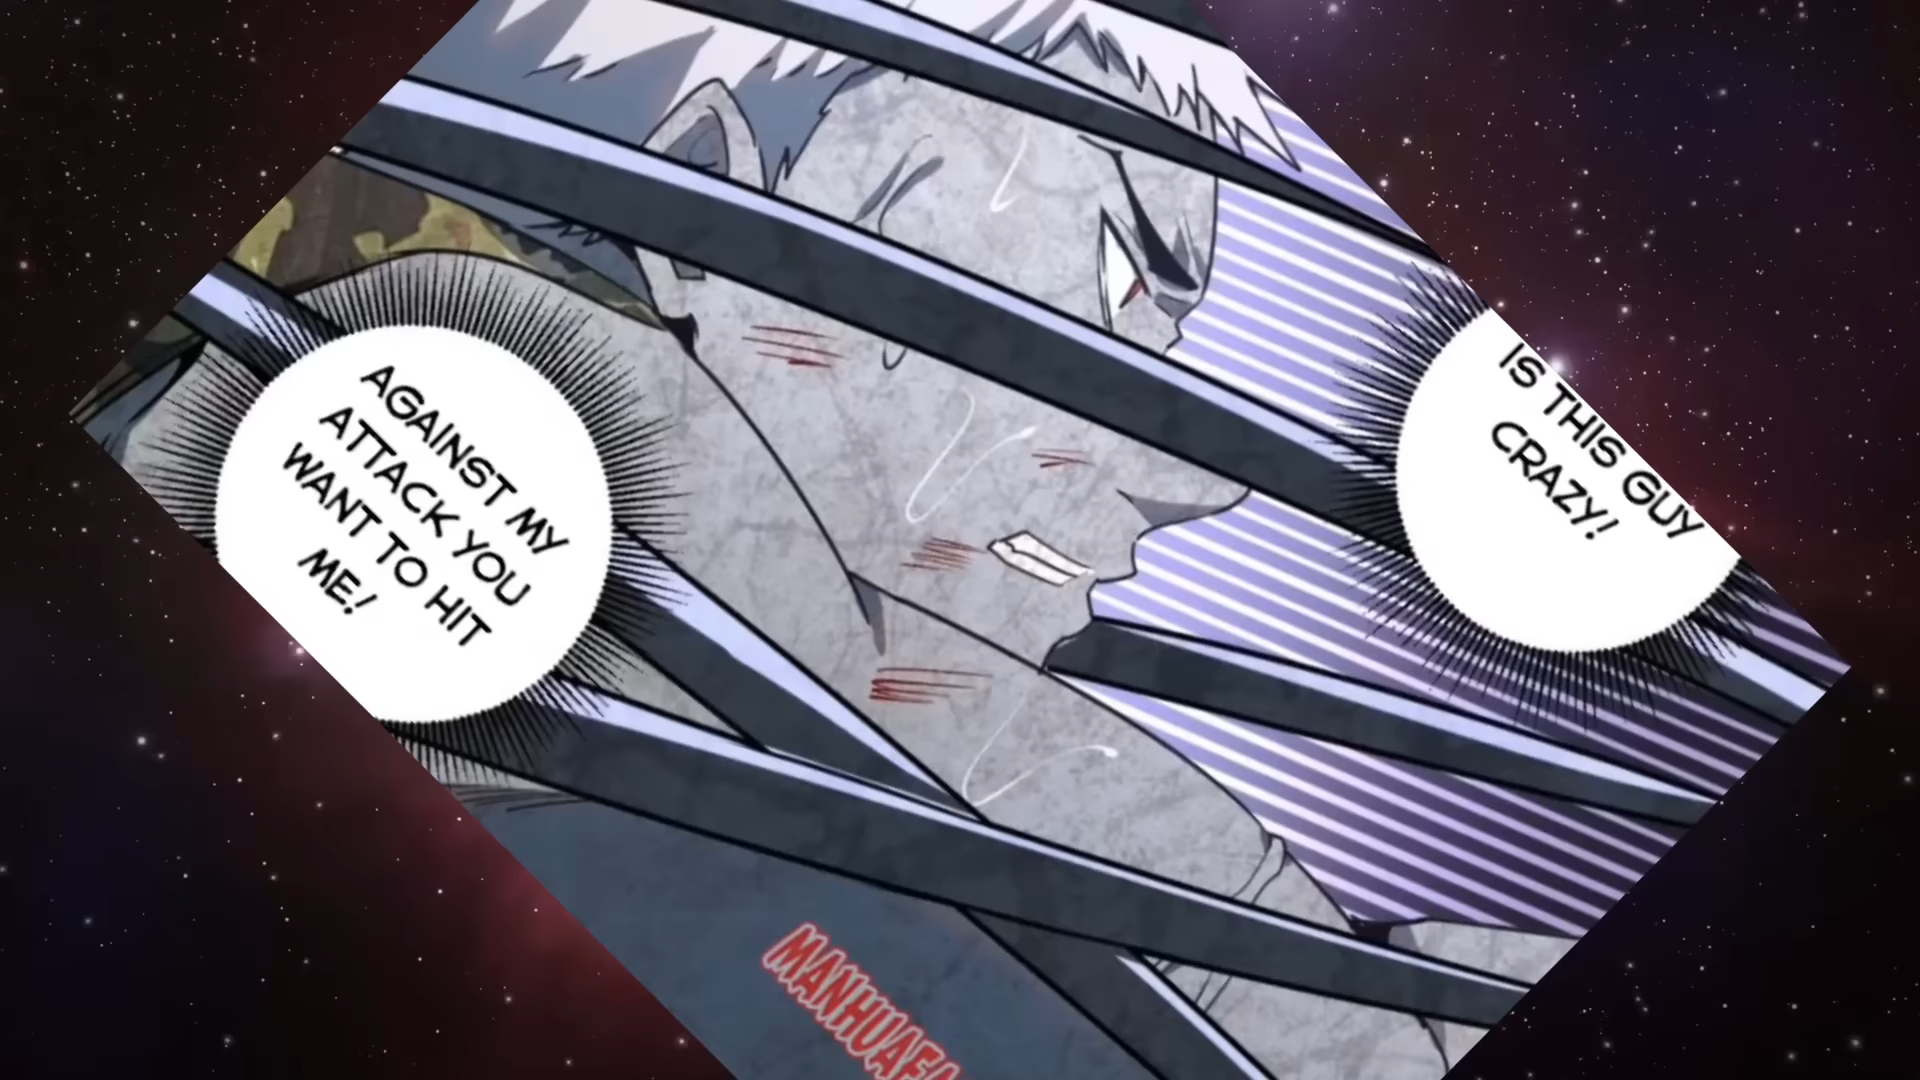 AGAINST MY
ATTACK YOU
WANT TO HIT
ME!
IS THIS GUY
CRAZY!